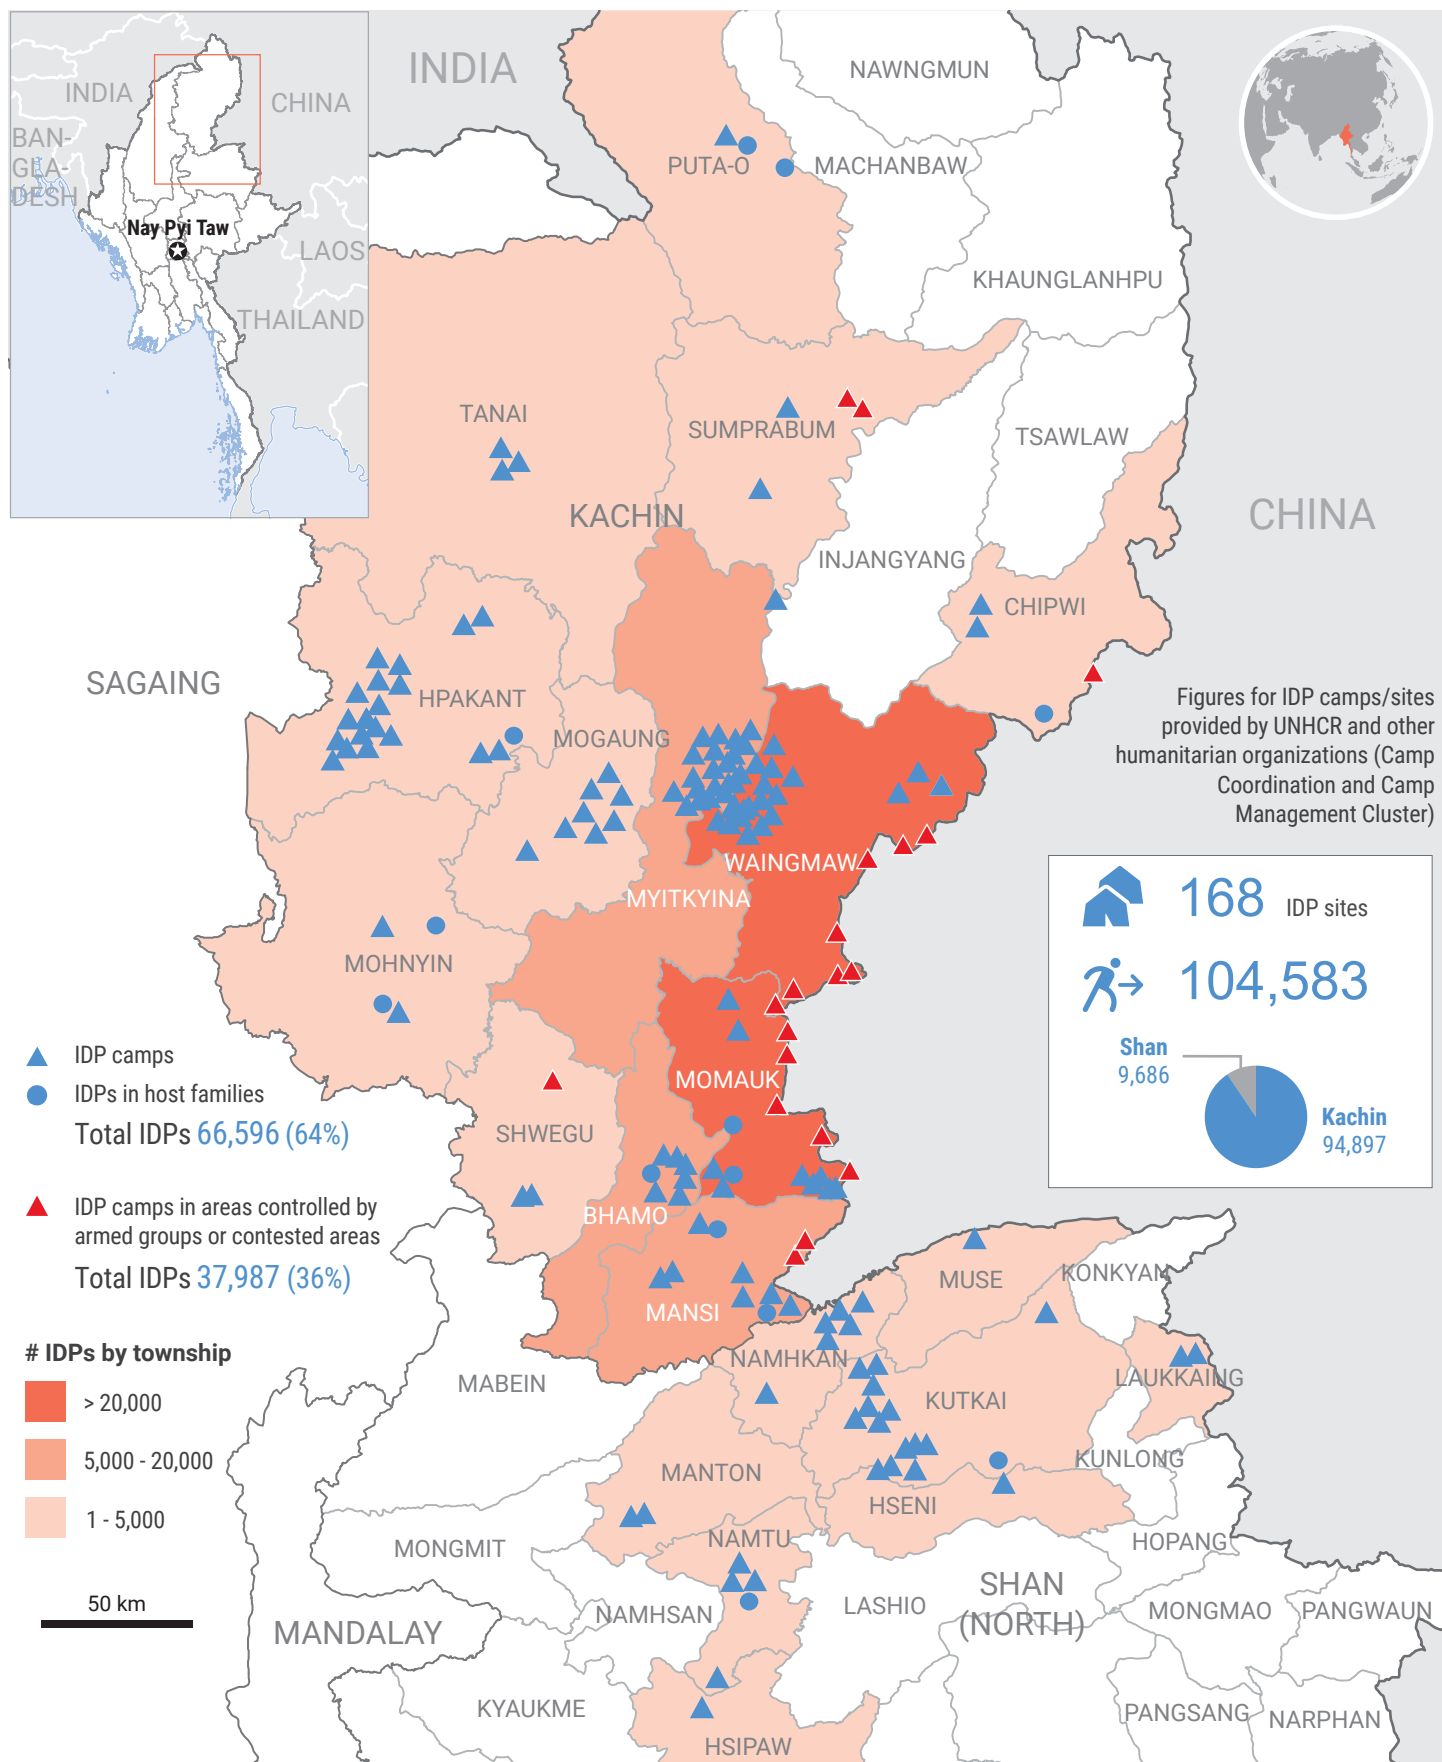 INDIA
CHINA
BAN-
GLA-
DESH
Nay Pyi Taw
LAOS
THAILAND
INDIA
NAWNGMUN
PUTA-O
MACHANBAW
KHAUNGLANHPU
TANAI
SUMPRABUM
TSAWLAW
KACHIN
CHINA
INJANGYANG
CHIPWI
SAGAING
HPAKANT
MOGAUNG
Figures for IDP camps/sites
provided by UNHCR and other
humanitarian organizations (Camp
Coordination and Camp
Management Cluster)
WAINGMAW
MYITKYINA
168 IDP sites
104,583
Shan
9,686
Kachin
94,897
MOHNYIN
IDP camps
IDPs in host families
Total IDPs 66,596 (64%)
MOMAUK
SHWEGU
IDP camps in areas controlled by
armed groups or contested areas
Total IDPs 37,987 (36%)
BHAMO
MUSE
KONKYAN
MANSI
# IDPs by township
> 20,000
5,000 - 20,000
1 - 5,000
NAMHKAN
MABEIN
LAUKKAING
KUTKAI
KUNLONG
MANTON
HSENI
NAMTU
HOPANG
MONGMIT
50 km
SHAN
(NORTH)
LASHIO
NAMHSAN
MONGMAO
PANGWAUN
MANDALAY
KYAUKME
PANGSANG
NARPHAN
HSIPAW